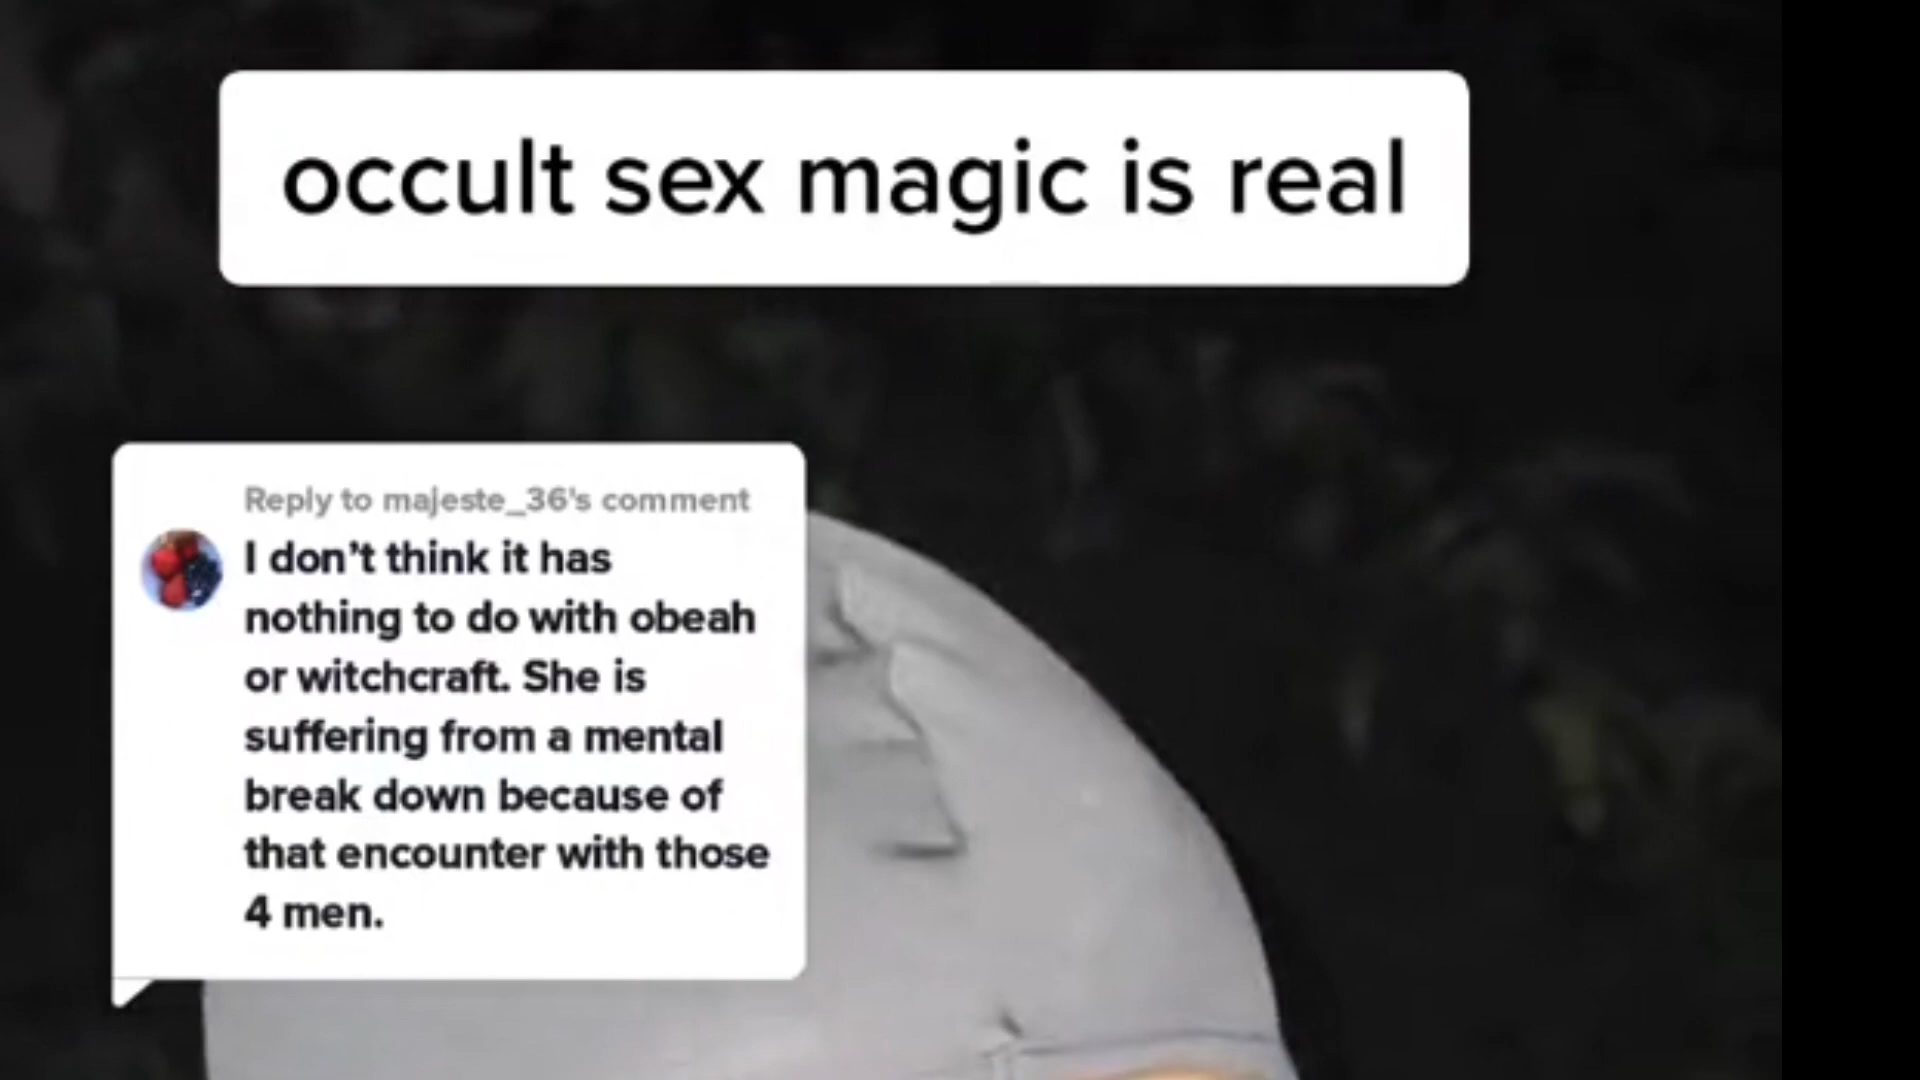 occult sex magic is real
Reply to majeste_36's comment
I don’t think it has
nothing to do with obeah
or witchcraft. She is
suffering from a mental
break down because of
that encounter with those
4 men.